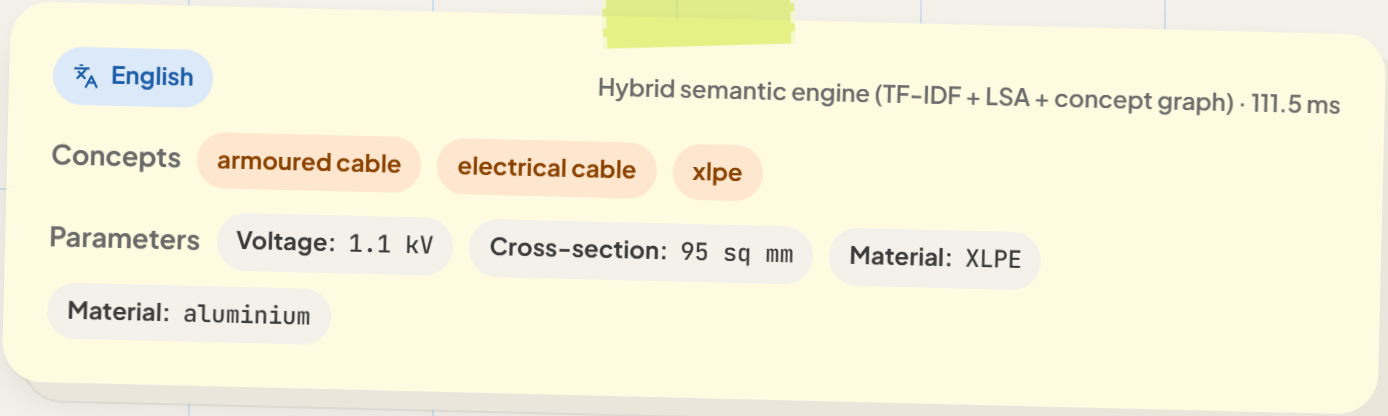 English
Hybrid semantic engine (TF-IDF + LSA + concept graph) · 111.5 ms
Concepts armoured cable electrical cable xlpe
Parameters Voltage: 1.1 kV Cross-section: 95 sq mm Material: XLPE
Material: aluminium